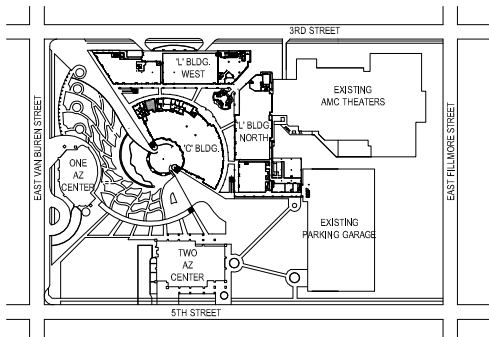 3RD STREET
'L' BLDG.
WEST
EXISTING
AMC THEATERS
EAST VAN BUREN STREET
'C' BLDG.
'L' BLDG.
NORTH
EAST FILLMORE STREET
ONE
AZ
CENTER
EXISTING
PARKING GARAGE
TWO
AZ
CENTER
5TH STREET